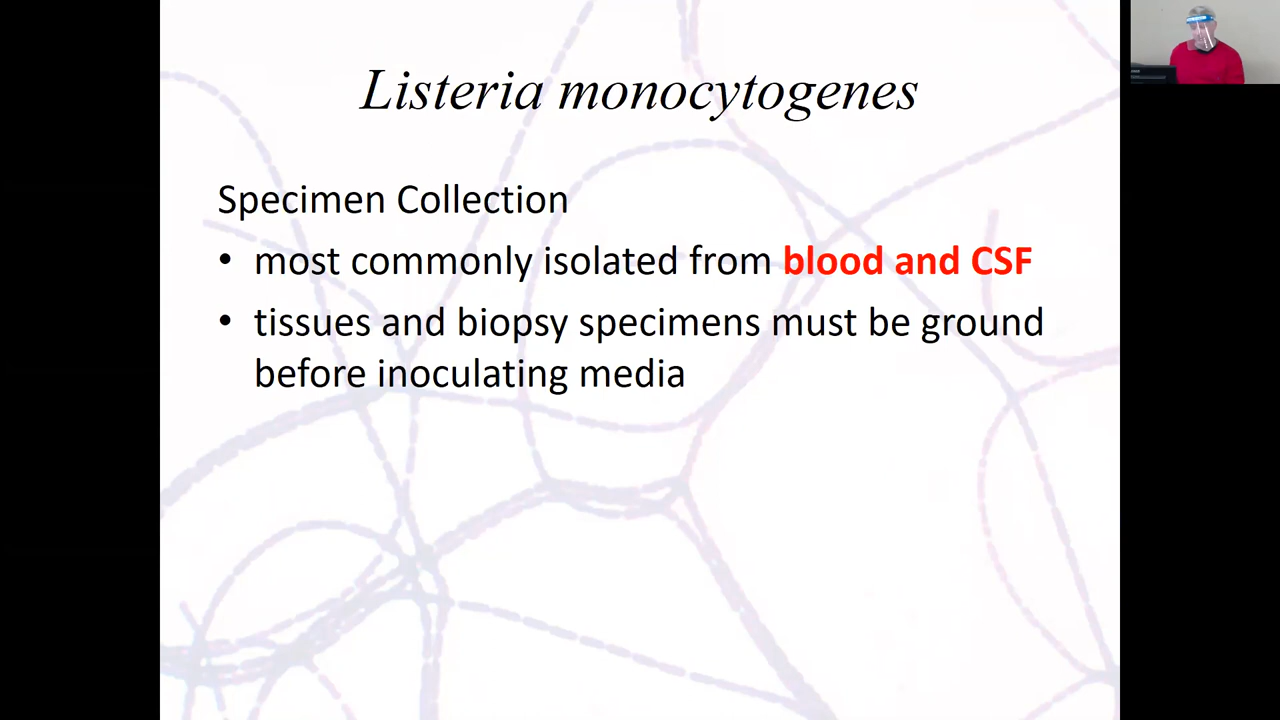 Listeria monocytogenes
Specimen Collection
• most commonly isolated from blood and CSF
• tissues and biopsy specimens must be ground
before inoculating media